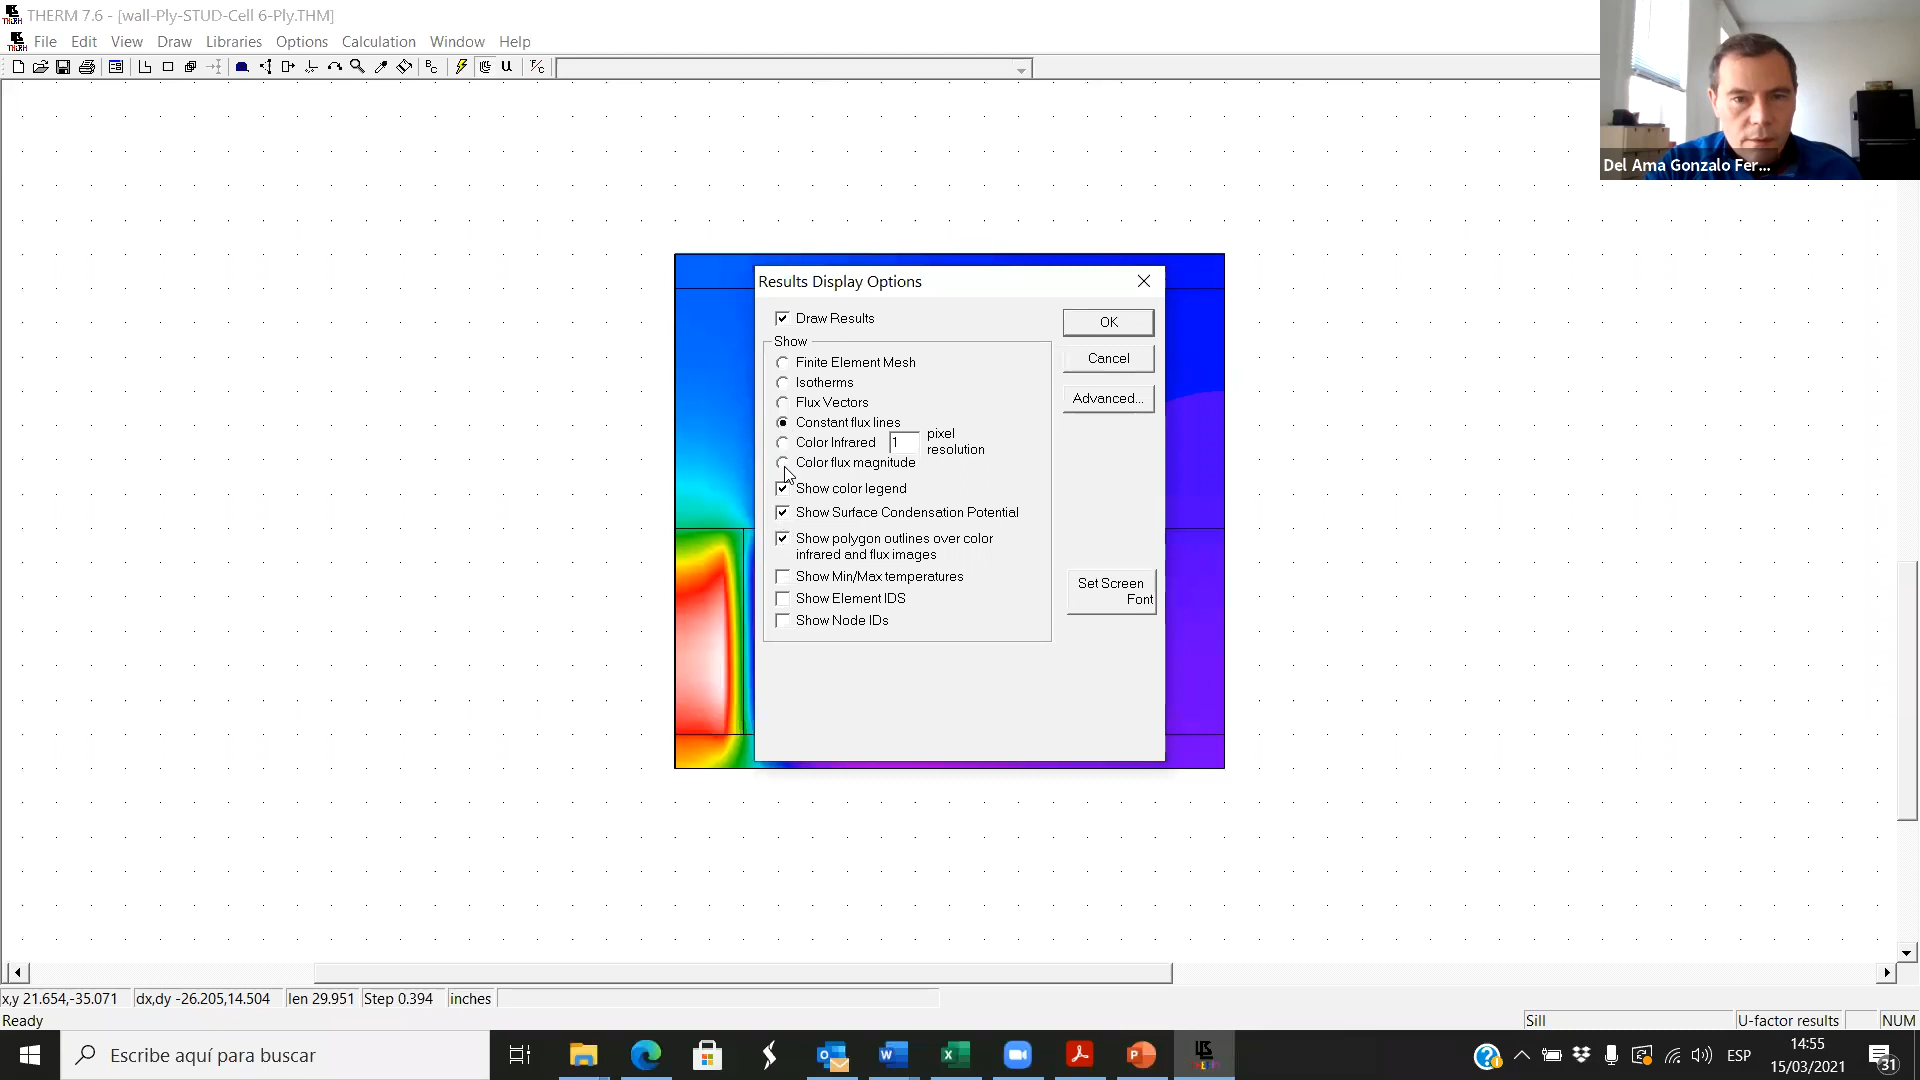 THERM 7.6 - [wall-Ply-STUD-Cell 6-Ply.THM]
File Edit View Draw Libraries Options Calculation Window Help
Del Ama Gonzalo Fer...
Results Display Options
Draw Results
OK
Show
Cancel
Finite Element Mesh
Isotherms
Advanced...
Flux Vectors
Constant flux lines
Color Infrared 1 pixel
resolution
Color flux magnitude
Show color legend
Show Surface Condensation Potential
Show polygon outlines over color
infrared and flux images
Show Min/Max temperatures
Set Screen
Font
Show Element IDS
Show Node IDs
x,y 21.654,-35.071 dx,dy -26.205,14.504 len 29.951 Step 0.394 inches
Ready Sill U-factor results NUM
Escribe aquí para buscar
ESP
14:55
15/03/2021
31